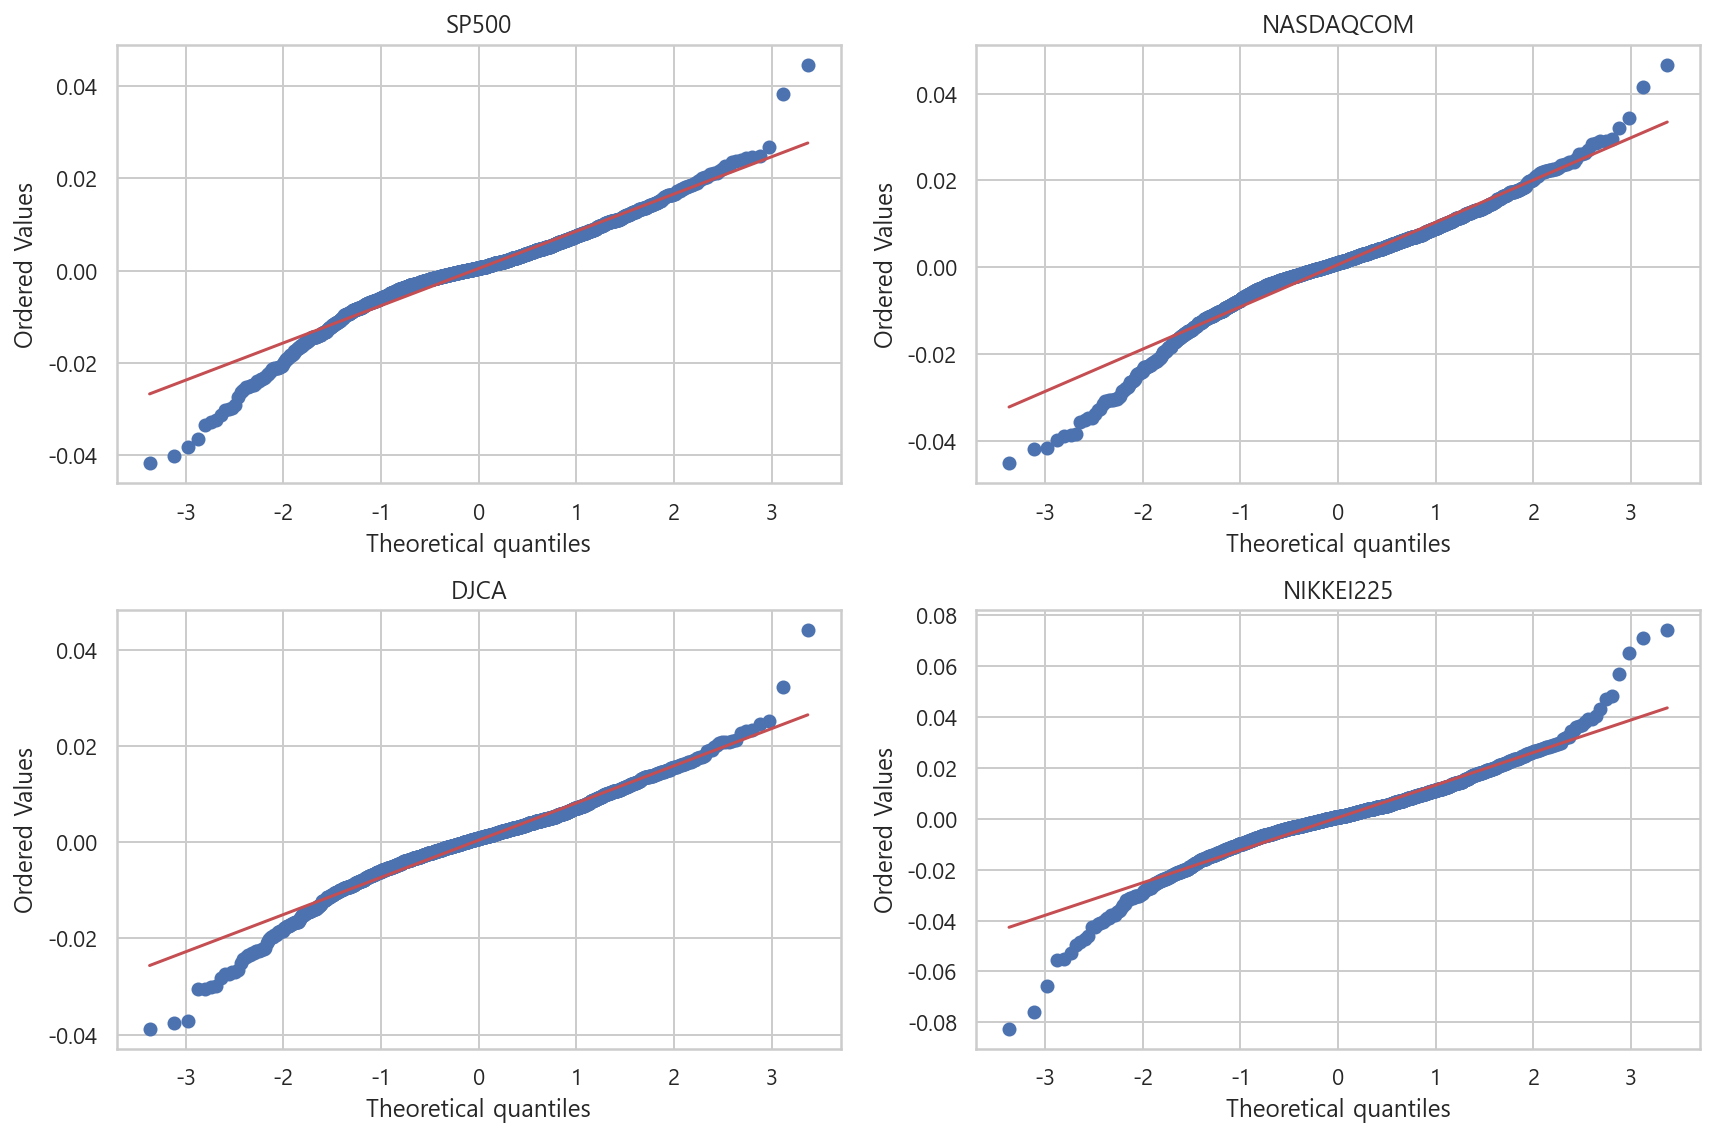 SP500
0.04
0.02
0.00
-0.02
-0.04
Ordered Values
-3 -2 -1 0 1 2 3
Theoretical quantiles
NASDAQCOM
0.04
0.02
0.00
-0.02
-0.04
Ordered Values
-3 -2 -1 0 1 2 3
Theoretical quantiles
DJCA
0.04
0.02
0.00
-0.02
-0.04
Ordered Values
-3 -2 -1 0 1 2 3
Theoretical quantiles
NIKKEI225
0.08
0.06
0.04
0.02
0.00
-0.02
-0.04
-0.06
-0.08
Ordered Values
-3 -2 -1 0 1 2 3
Theoretical quantiles